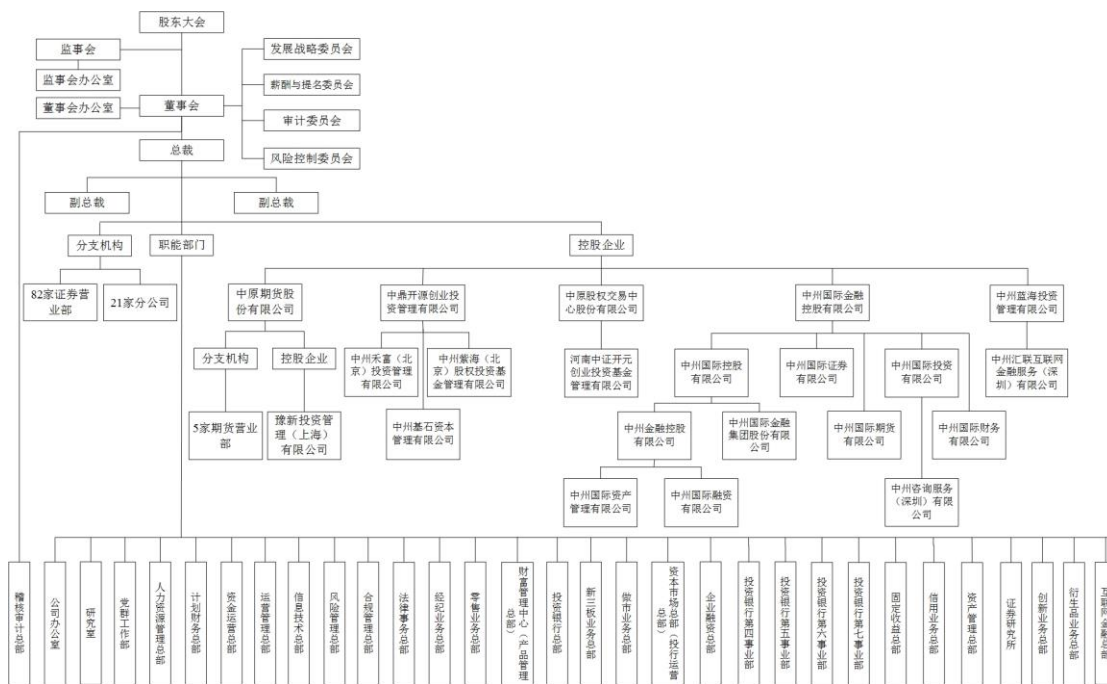 股东大会
监事会
监事会办公室
董事会办公室
董事会
发展战略委员会
薪酬与提名委员会
审计委员会
风险控制委员会
总裁
副总裁
副总裁
分支机构
职能部门
控股企业
82家证券营
业部
21家分公司
中原期货股
份有限公司
中鼎开源创业投
资管理有限公司
中原股权交易中
心股份有限公司
中州国际金融
控股有限公司
中州蓝海投资
管理有限公司
分支机构
控股企业
中州禾富（北
京）投资管理
有限公司
中州紫海（北
京）股权投资基
金管理有限公司
河南中证开元
创业投资基金
管理有限公司
中州国际控股
有限公司
中州国际证券
有限公司
中州国际投资
有限公司
中州汇联互联网
金融服务（深
圳）有限公司
5家期货营业
部
豫新投资管
理（上海）
有限公司
中州基石资本
管理有限公司
中州金融控股
有限公司
中州国际金融
集团股份有限公
司
中州国际期货
有限公司
中州国际财务
有限公司
中州国际资产
管理有限公司
中州国际融资
有限公司
中州咨询服务
（深圳）有限
公司
稽核审计总部
公司办公室
研究室
党群工作部
人力资源管理总部
计划财务总部
资金运营总部
运营管理总部
信息技术总部
风险管理总部
合规管理总部
法律事务总部
经纪业务总部
零售业务总部
财富管理中心（产品管理
总部）
投资银行总部
新三板业务总部
做市业务总部
资本市场总部（投行运营
总部）
企业融资总部
投资银行第四事业部
投资银行第五事业部
投资银行第六事业部
投资银行第七事业部
固定收益总部
信用业务总部
资产管理总部
证券研究所
创新业务总部
衍生品业务总部
互联网金融总部